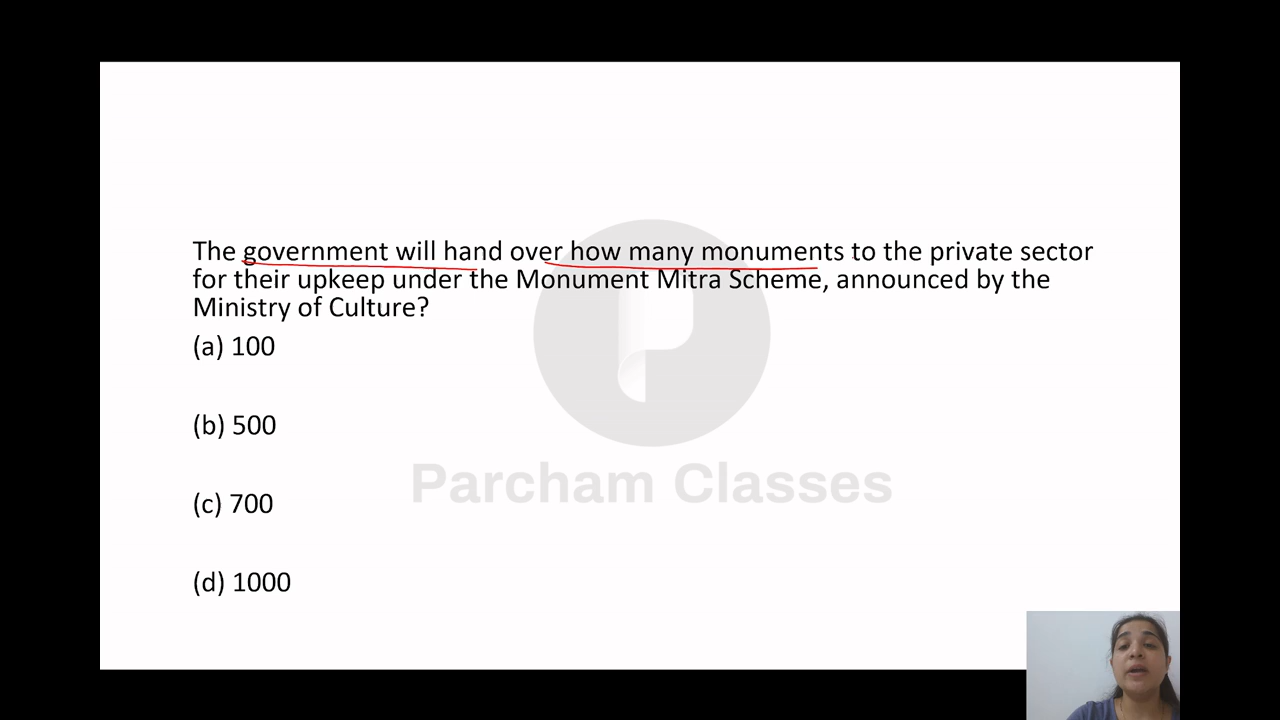 The government will hand over how many monuments to the private sector
for their upkeep under the Monument Mitra Scheme, announced by the
Ministry of Culture?
(a) 100
(b) 500
Parcham Classes
(c) 700
(d) 1000